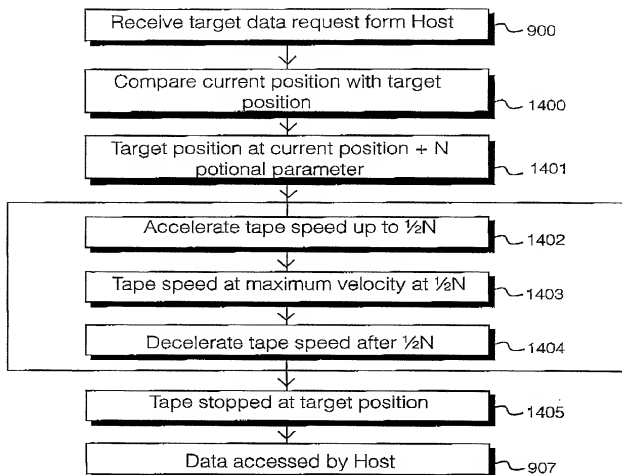 Receive target data request form Host
900
Compare current position with target
position
1400
Target position at current position + N
potional parameter
1401
Accelerate tape speed up to ½N
1402
Tape speed at maximum velocity at ½N
1403
Decelerate tape speed after ½N
1404
Tape stopped at target position
1405
Data accessed by Host
907